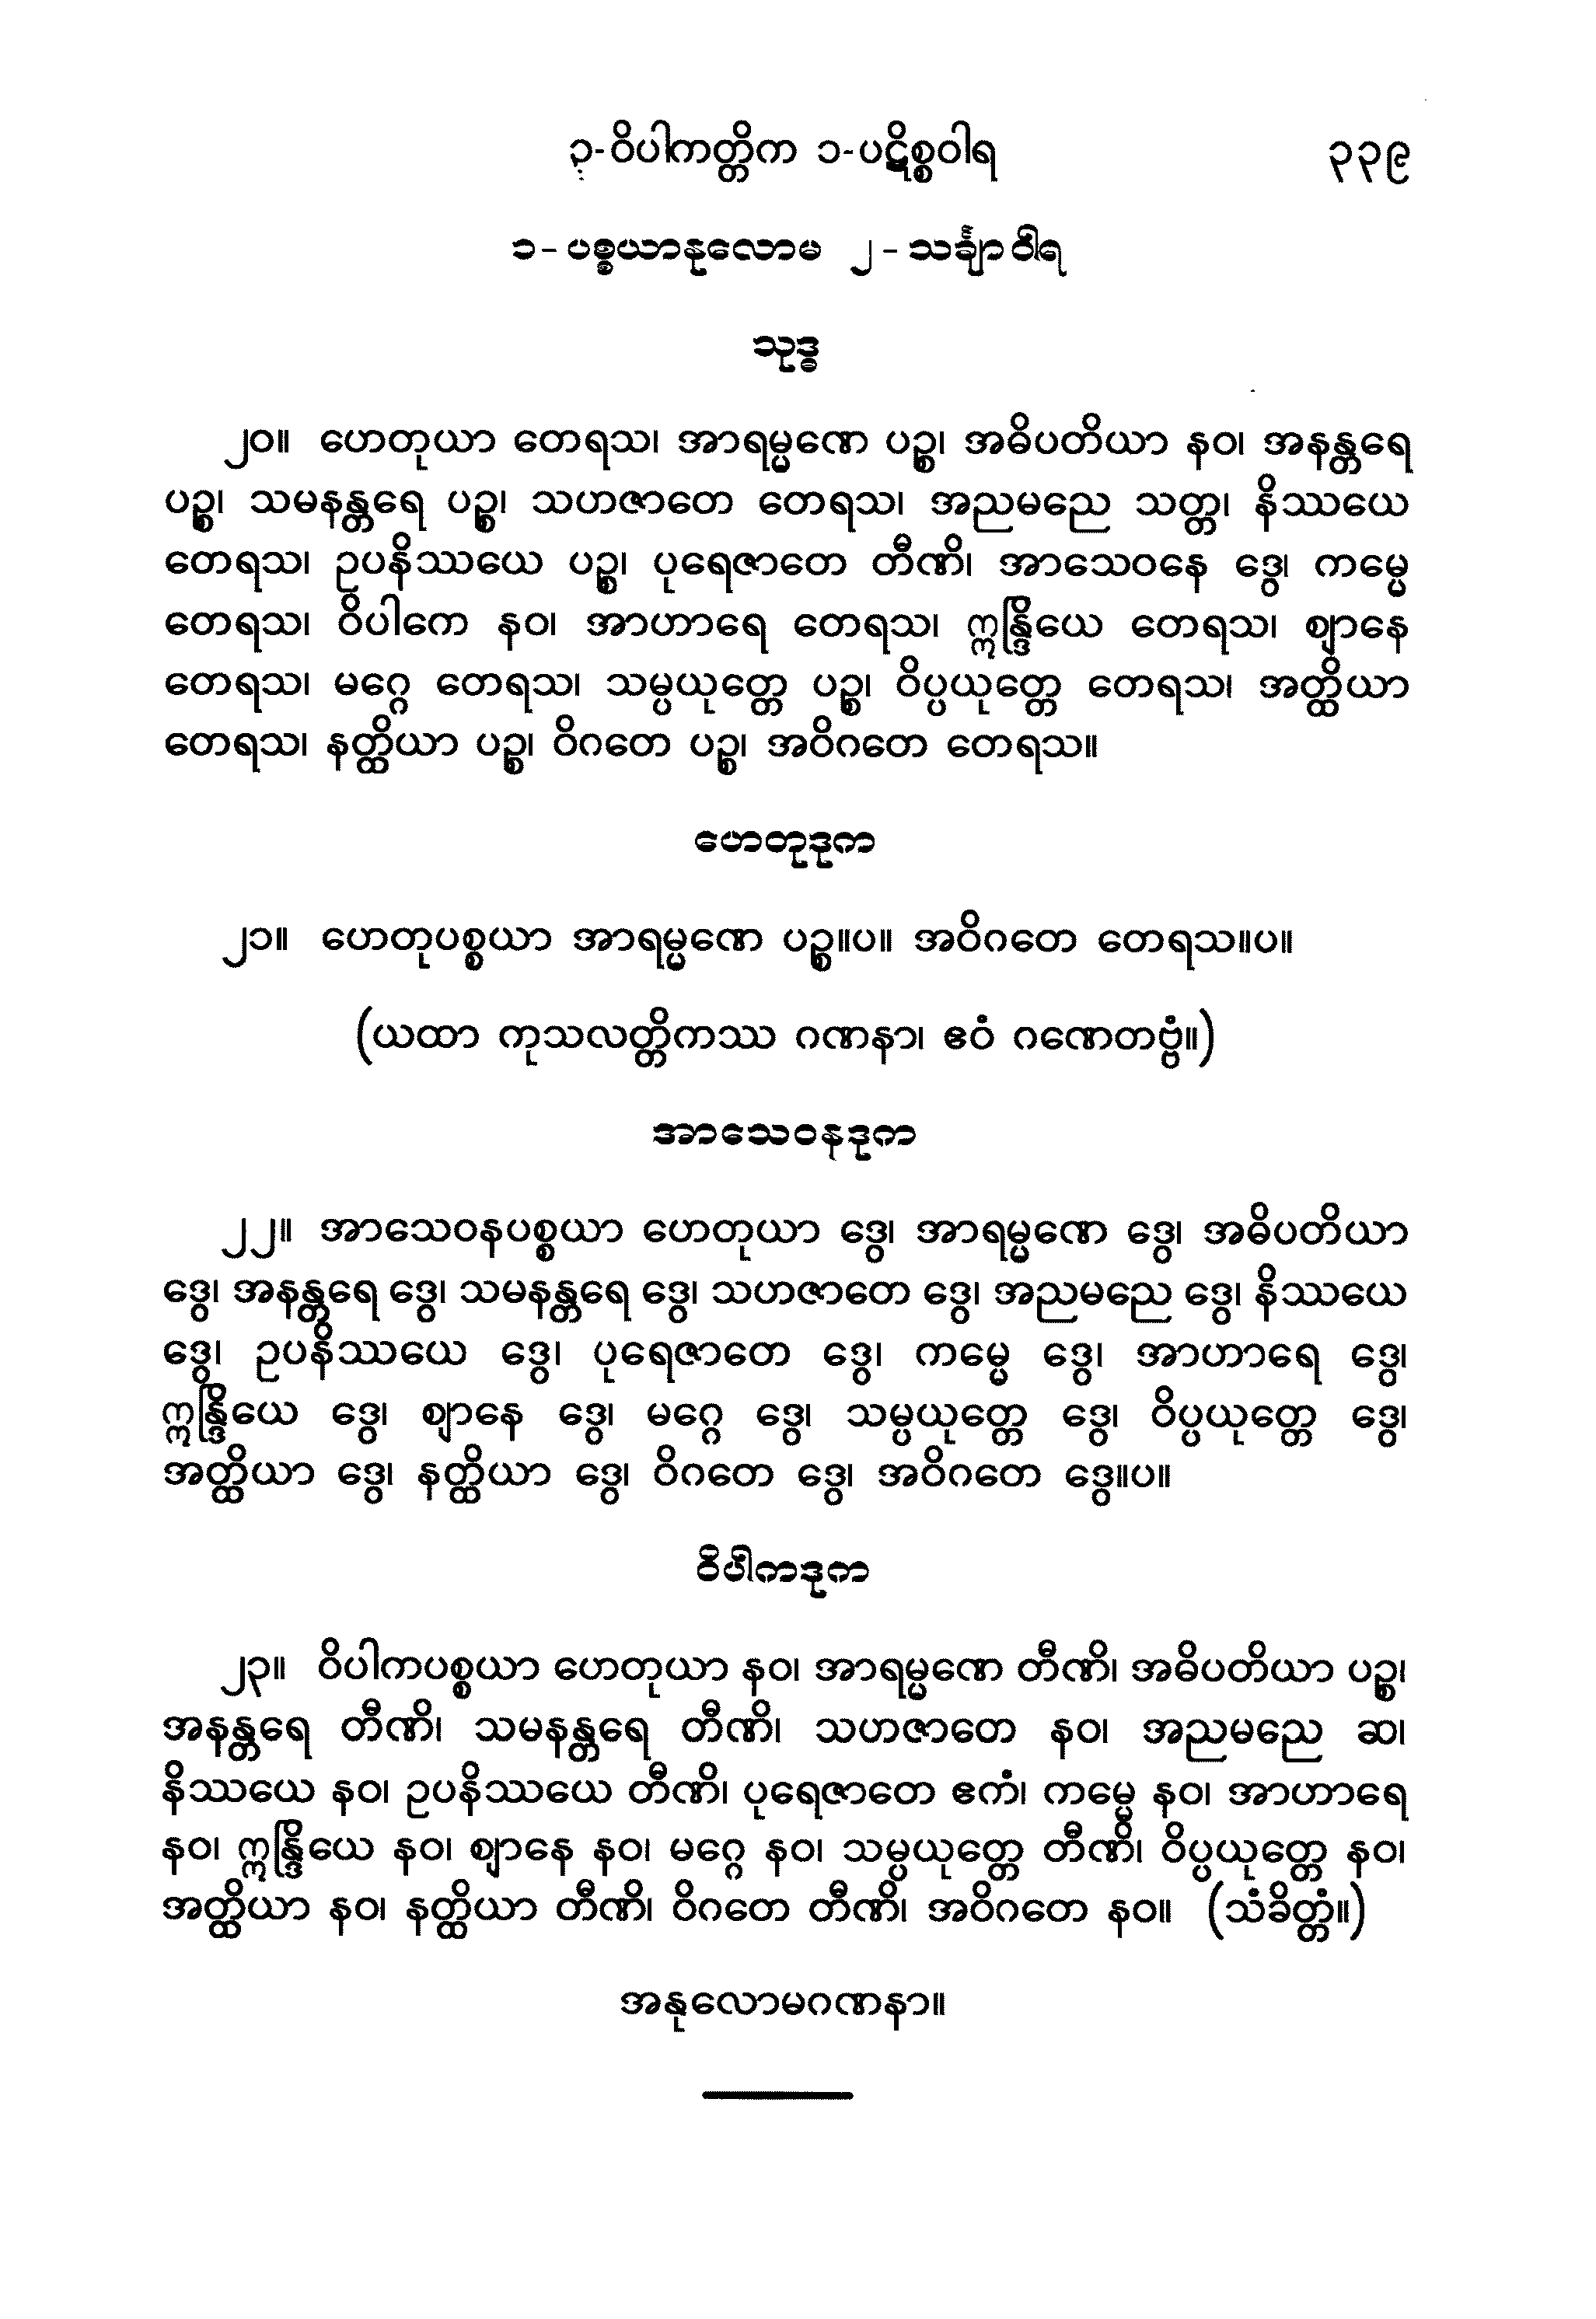 ၃-ဝိပါကတ္တိက ၁-ပဋိစ္စဝါရ ၃၃၉
၁-ပစ္စယာနုလောမ ၂-သင်္ချာဝါရ
သုဒ္ဓ
၂၀။ ဟေတုယာ တေရသ၊ အာရမ္မဏေ ပဉ္စ၊ အဓိပတိယာ နဝ၊ အနန္တရေ
ပဉ္စ၊ သမနန္တရေ ပဉ္စ၊ သဟဇာတေ တေရသ၊ အညမညေ သတ္တ၊ နိဿယေ
တေရသ၊ ဥပနိဿယေ ပဉ္စ၊ ပုရေဇာတေ တီဏိ၊ အာသေဝနေ ဒွေ၊ ကမ္မေ
တေရသ၊ ဝိပါကေ နဝ၊ အာဟာရေ တေရသ၊ ဣန္ဒြိယေ တေရသ၊ ဈာနေ
တေရသ၊ မဂ္ဂေ တေရသ၊ သမ္ပယုတ္တေ ပဉ္စ၊ ဝိပ္ပယုတ္တေ တေရသ၊ အတ္ထိယာ
တေရသ၊ နတ္ထိယာ ပဉ္စ၊ ဝိဂတေ ပဉ္စ၊ အဝိဂတေ တေရသ။
ဟေတုဒုက
၂၁။ ဟေတုပစ္စယာ အာရမ္မဏေ ပဉ္စ။ပ။ အဝိဂတေ တေရသ။ပ။
(ယထာ ကုသလတ္တိကဿ ဂဏနာ၊ ဧဝံ ဂဏေတဗ္ဗံ။)
အာသေဝနဒုက
၂၂။ အာသေဝနပစ္စယာ ဟေတုယာ ဒွေ၊ အာရမ္မဏေ ဒွေ၊ အဓိပတိယာ
ဒွေ၊ အနန္တရေ ဒွေ၊ သမနန္တရေ ဒွေ၊ သဟဇာတေ ဒွေ၊ အညမညေ ဒွေ၊ နိဿယေ
ဒွေ၊ ဥပနိဿယေ ဒွေ၊ ပုရေဇာတေ ဒွေ၊ ကမ္မေ ဒွေ၊ အာဟာရေ ဒွေ၊
ဣန္ဒြိယေ ဒွေ၊ ဈာနေ ဒွေ၊ မဂ္ဂေ ဒွေ၊ သမ္ပယုတ္တေ ဒွေ၊ ဝိပ္ပယုတ္တေ ဒွေ၊
အတ္ထိယာ ဒွေ၊ နတ္ထိယာ ဒွေ၊ ဝိဂတေ ဒွေ၊ အဝိဂတေ ဒွေ။ပ။
ဝိပါကဒုက
၂၃။ ဝိပါကပစ္စယာ ဟေတုယာ နဝ၊ အာရမ္မဏေ တီဏိ၊ အဓိပတိယာ ပဉ္စ၊
အနန္တရေ တီဏိ၊ သမနန္တရေ တီဏိ၊ သဟဇာတေ နဝ၊ အညမညေ ဆ၊
နိဿယေ နဝ၊ ဥပနိဿယေ တီဏိ၊ ပုရေဇာတေ ဧကံ၊ ကမ္မေ နဝ၊ အာဟာရေ
နဝ၊ ဣန္ဒြိယေ နဝ၊ ဈာနေ နဝ၊ မဂ္ဂေ နဝ၊ သမ္ပယုတ္တေ တီဏိ၊ ဝိပ္ပယုတ္တေ နဝ၊
အတ္ထိယာ နဝ၊ နတ္ထိယာ တီဏိ၊ ဝိဂတေ တီဏိ၊ အဝိဂတေ နဝ။ (သံခိတ္တံ။)
အနုလောမဂဏနာ။